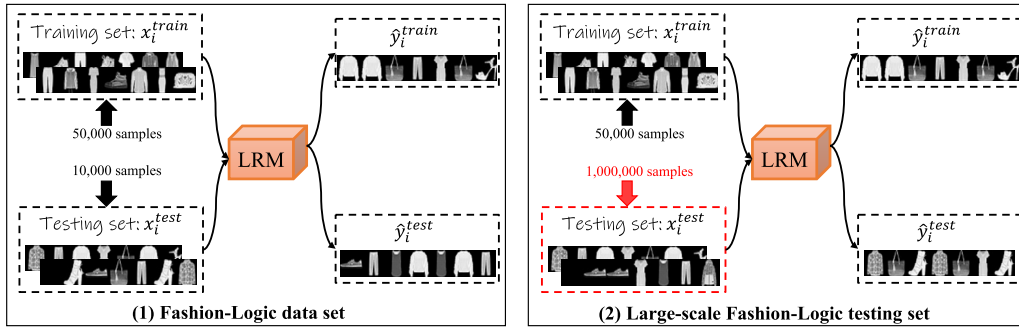 Training set: x_i^train
50,000 samples
10,000 samples
Testing set: x_i^test
LRM
ŷ_i^train
ŷ_i^test
(1) Fashion-Logic data set
Training set: x_i^train
50,000 samples
1,000,000 samples
Testing set: x_i^test
LRM
ŷ_i^train
ŷ_i^test
(2) Large-scale Fashion-Logic testing set